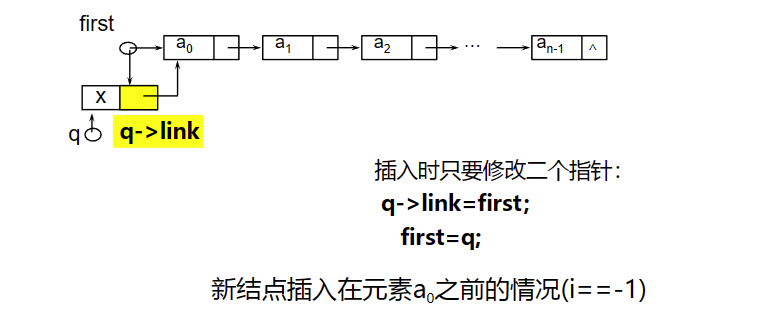 first
a0 a1 a2 ... an-1 ^
x
q q->link
插入时只要修改二个指针：
q->link=first;
first=q;
新结点插入在元素a0之前的情况(i==-1)